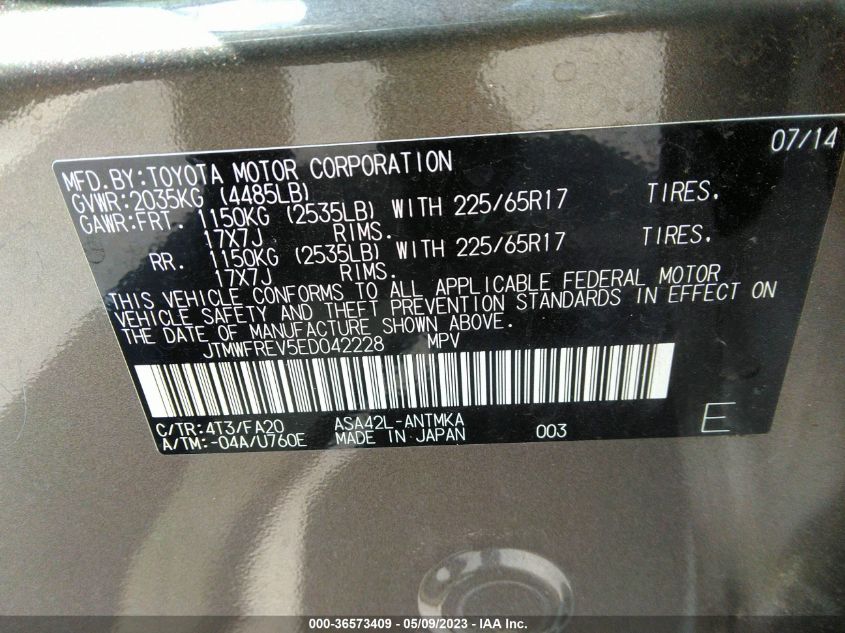 07/14
MFD.BY:TOYOTA MOTOR CORPORATION
GVWR:2035KG (4485LB)
GAWR:FRT. 1150KG (2535LB) WITH 225/65R17 TIRES.
17X7J RIMS.
RR. 1150KG (2535LB) WITH 225/65R17 TIRES.
17X7J RIMS.
THIS VEHICLE CONFORMS TO ALL APPLICABLE FEDERAL MOTOR
VEHICLE SAFETY AND THEFT PREVENTION STANDARDS IN EFFECT ON
THE DATE OF MANUFACTURE SHOWN ABOVE.
JTMWFREV5ED042228 MPV
C/TR:4T3/FA20 ASA42L-ANTMKA
A/TM:-04A/U760E MADE IN JAPAN 003 E
000-36573409 - 05/09/2023 - IAA Inc.